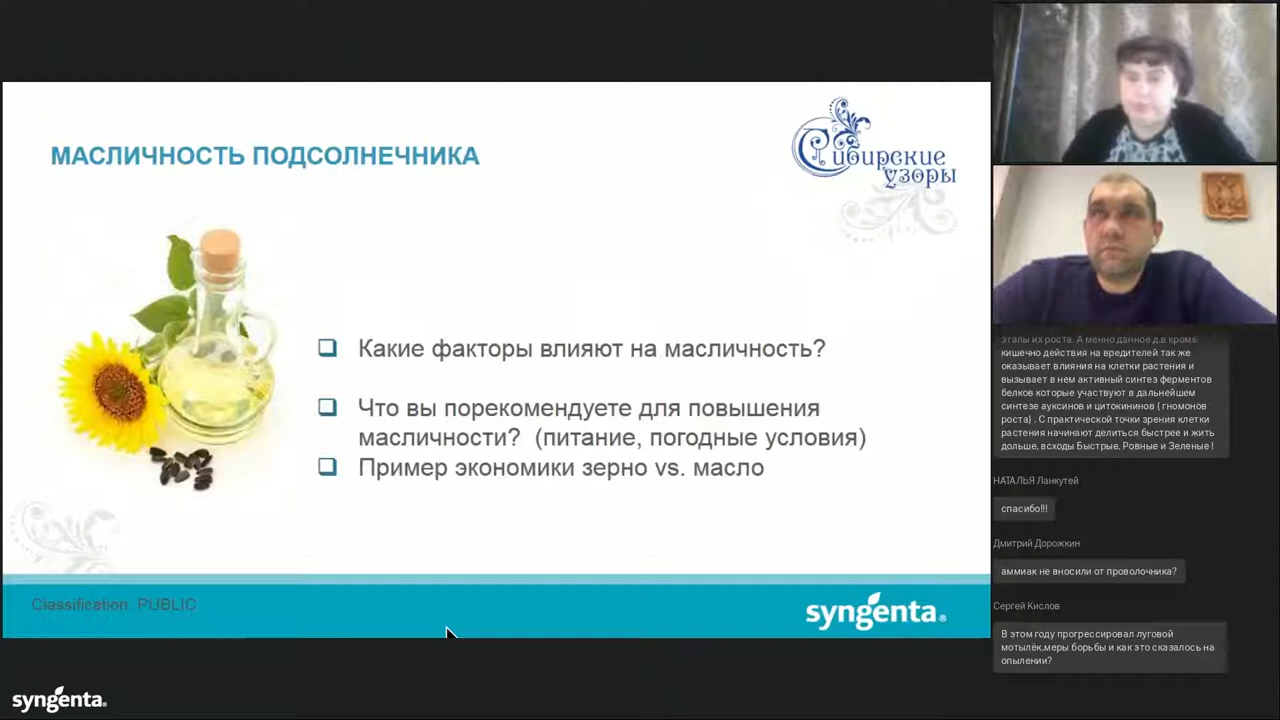 МАСЛИЧНОСТЬ ПОДСОЛНЕЧНИКА
Сибирские
узоры
Какие факторы влияют на масличность?
Что вы порекомендуете для повышения
масличности? (питание, погодные условия)
Пример экономики зерно vs. масло
Classification: PUBLIC
syngenta®
syngenta®
этапы их роста. А менно данное д.в кроме
кишечно действия на вредителей так же
оказывает влияния на клетки растения и
вызывает в нем активный синтез ферментов
белков которые участвуют в дальнейшем
синтезе ауксинов и цитокининов ( гномонов
роста) . С практической точки зрения клетки
растения начинают делиться быстрее и жить
дольше, всходы Быстрые, Ровные и Зеленые !
НАТАЛЬЯ Ланкутей
спасибо!!!
Дмитрий Дорожкин
аммиак не вносили от проволочника?
Сергей Кислов
В этом году прогрессировал луговой
мотылёк,меры борьбы и как это сказалось на
опылении?